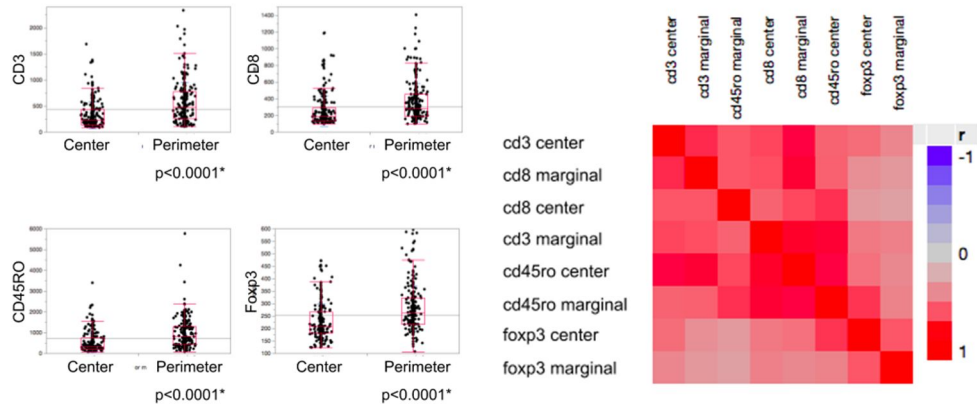 CD3
2500
2000
1500
1000
500
0
Center
Perimeter
p<0.0001*
CD8
1400
1200
1000
800
600
400
200
0
Center
Perimeter
p<0.0001*
CD45RO
6000
5000
4000
3000
2000
1000
0
Center
or m
Perimeter
p<0.0001*
Foxp3
600
550
500
450
400
350
300
250
200
150
100
Center
Perimeter
p<0.0001*
cd3 center
cd3 marginal
cd45ro marginal
cd8 center
cd8 marginal
cd45ro center
foxp3 center
foxp3 marginal
cd3 center
cd8 marginal
cd8 center
cd3 marginal
cd45ro center
cd45ro marginal
foxp3 center
foxp3 marginal
r
-1
0
1